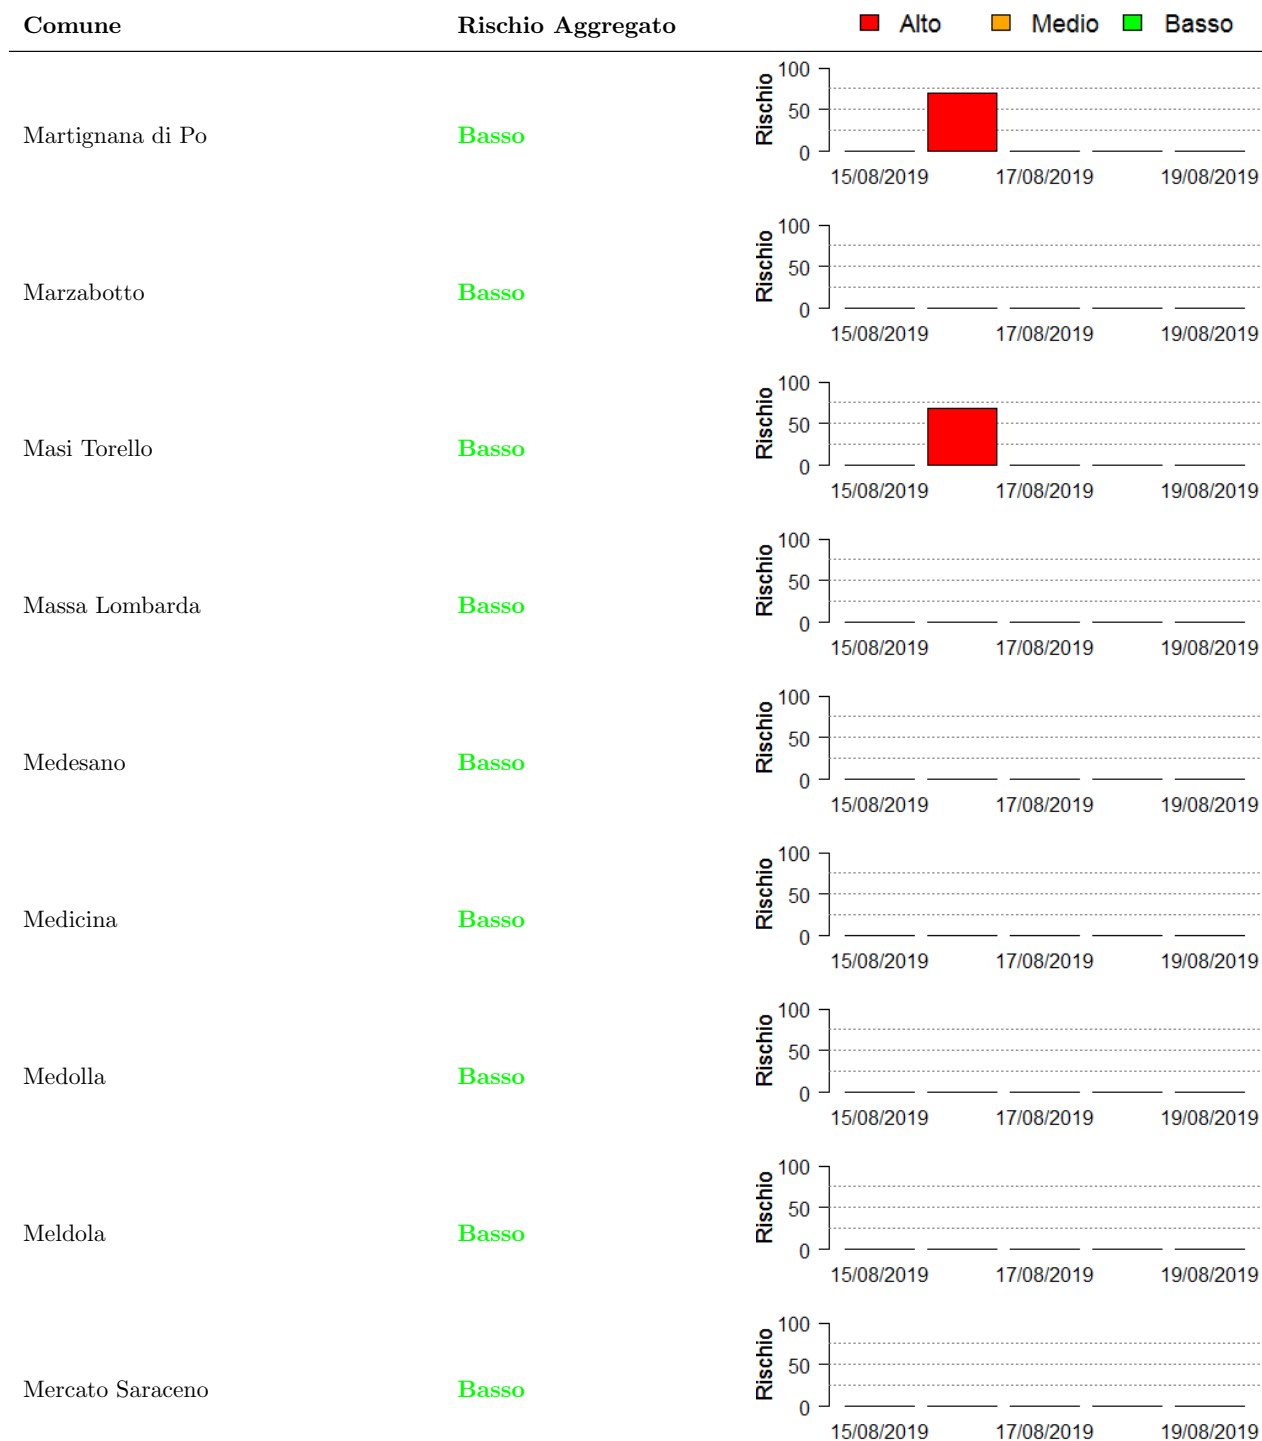 Comune Rischio Aggregato Alto Medio Basso
Martignana di Po Basso
Rischio
100
50
0
15/08/2019 17/08/2019 19/08/2019
Marzabotto Basso
Rischio
100
50
0
15/08/2019 17/08/2019 19/08/2019
Masi Torello Basso
Rischio
100
50
0
15/08/2019 17/08/2019 19/08/2019
Massa Lombarda Basso
Rischio
100
50
0
15/08/2019 17/08/2019 19/08/2019
Medesano Basso
Rischio
100
50
0
15/08/2019 17/08/2019 19/08/2019
Medicina Basso
Rischio
100
50
0
15/08/2019 17/08/2019 19/08/2019
Medolla Basso
Rischio
100
50
0
15/08/2019 17/08/2019 19/08/2019
Meldola Basso
Rischio
100
50
0
15/08/2019 17/08/2019 19/08/2019
Mercato Saraceno Basso
Rischio
100
50
0
15/08/2019 17/08/2019 19/08/2019